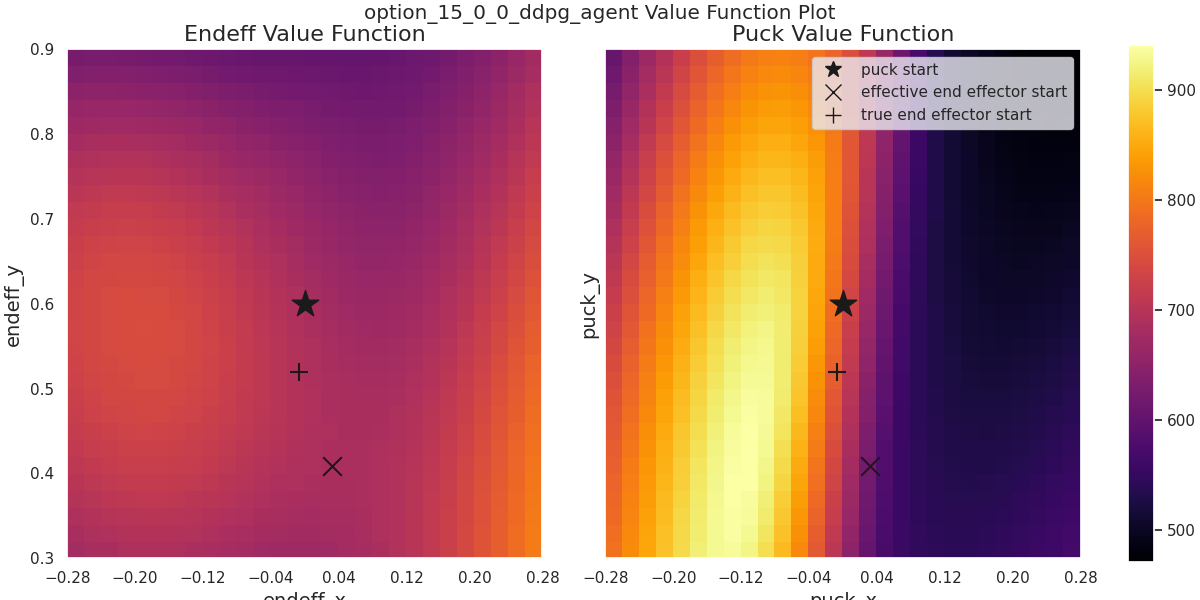 option_15_0_0_ddpg_agent Value Function Plot
Endeff Value Function
Puck Value Function
puck start
effective end effector start
true end effector start
endeff_y
0.9
0.8
0.7
0.6
0.5
0.4
0.3
−0.28 −0.20 −0.12 −0.04 0.04 0.12 0.20 0.28
endeff_x
puck_y
−0.28 −0.20 −0.12 −0.04 0.04 0.12 0.20 0.28
puck_x
900
800
700
600
500